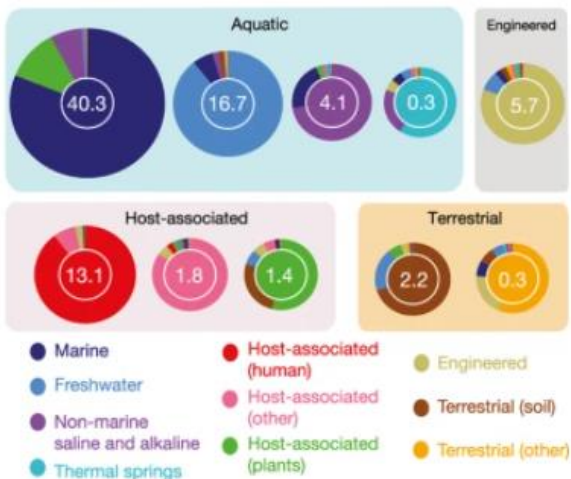 Aquatic
Engineered
40.3
16.7
4.1
0.3
5.7
Host-associated
Terrestrial
13.1
1.8
1.4
2.2
0.3
Marine
Freshwater
Non-marine
saline and alkaline
Thermal springs
Host-associated
(human)
Host-associated
(other)
Host-associated
(plants)
Engineered
Terrestrial (soil)
Terrestrial (other)